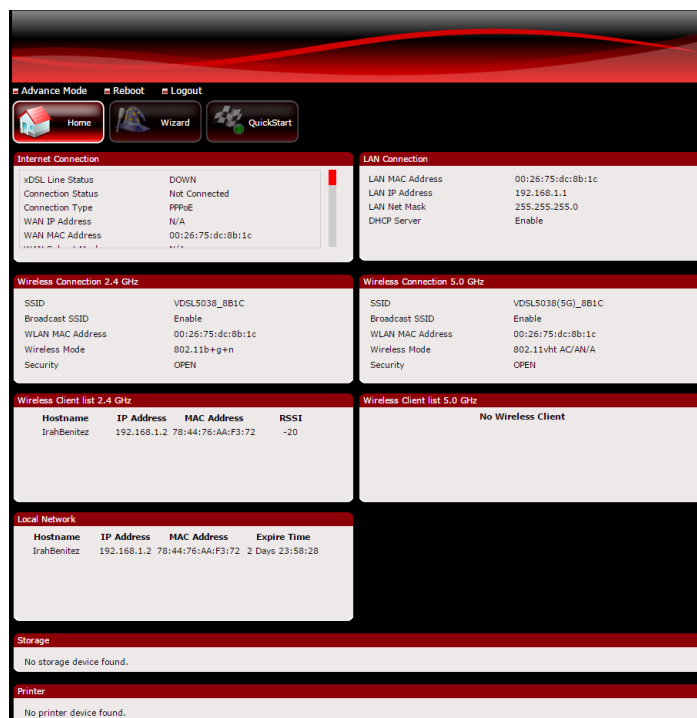 Advance Mode Reboot Logout
Home Wizard QuickStart
Internet Connection
xDSL Line Status DOWN
Connection Status Not Connected
Connection Type PPPoE
WAN IP Address N/A
WAN MAC Address 00:26:75:dc:8b:1c
LAN Connection
LAN MAC Address 00:26:75:dc:8b:1c
LAN IP Address 192.168.1.1
LAN Net Mask 255.255.255.0
DHCP Server Enable
Wireless Connection 2.4 GHz
SSID VDSL5038_8B1C
Broadcast SSID Enable
WLAN MAC Address 00:26:75:dc:8b:1c
Wireless Mode 802.11b+g+n
Security OPEN
Wireless Connection 5.0 GHz
SSID VDSL5038(5G)_8B1C
Broadcast SSID Enable
WLAN MAC Address 00:26:75:dc:8b:1c
Wireless Mode 802.11vht AC/AN/A
Security OPEN
Wireless Client list 2.4 GHz
Hostname IP Address MAC Address RSSI
IrahBenitez 192.168.1.2 78:44:76:AA:F3:72 -20
Wireless Client list 5.0 GHz
No Wireless Client
Local Network
Hostname IP Address MAC Address Expire Time
IrahBenitez 192.168.1.2 78:44:76:AA:F3:72 2 Days 23:58:28
Storage
No storage device found.
Printer
No printer device found.